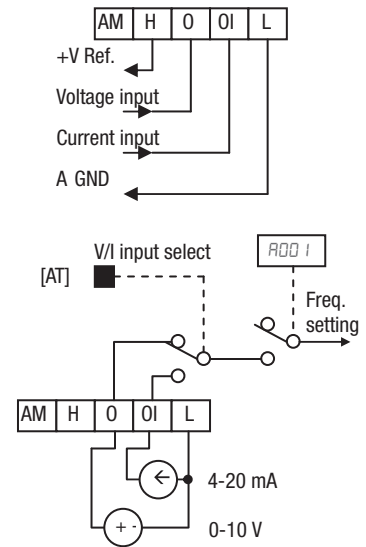 AM H O OI L
+V Ref.
Voltage input
Current input
A GND
V/I input select
A001
[AT]
Freq.
setting
AM H O OI L
4-20 mA
+ -
0-10 V